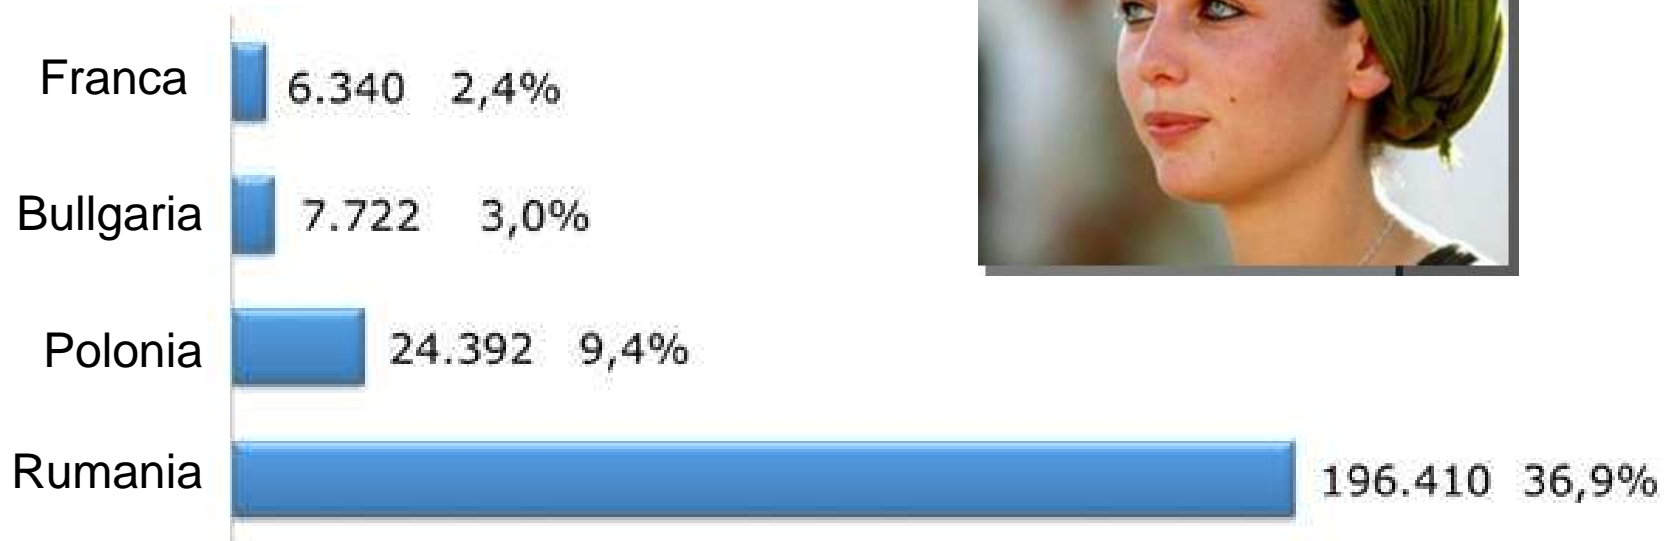 Franca 6.340 2,4%
Bullgaria 7.722 3,0%
Polonia 24.392 9,4%
Rumania 196.410 36,9%